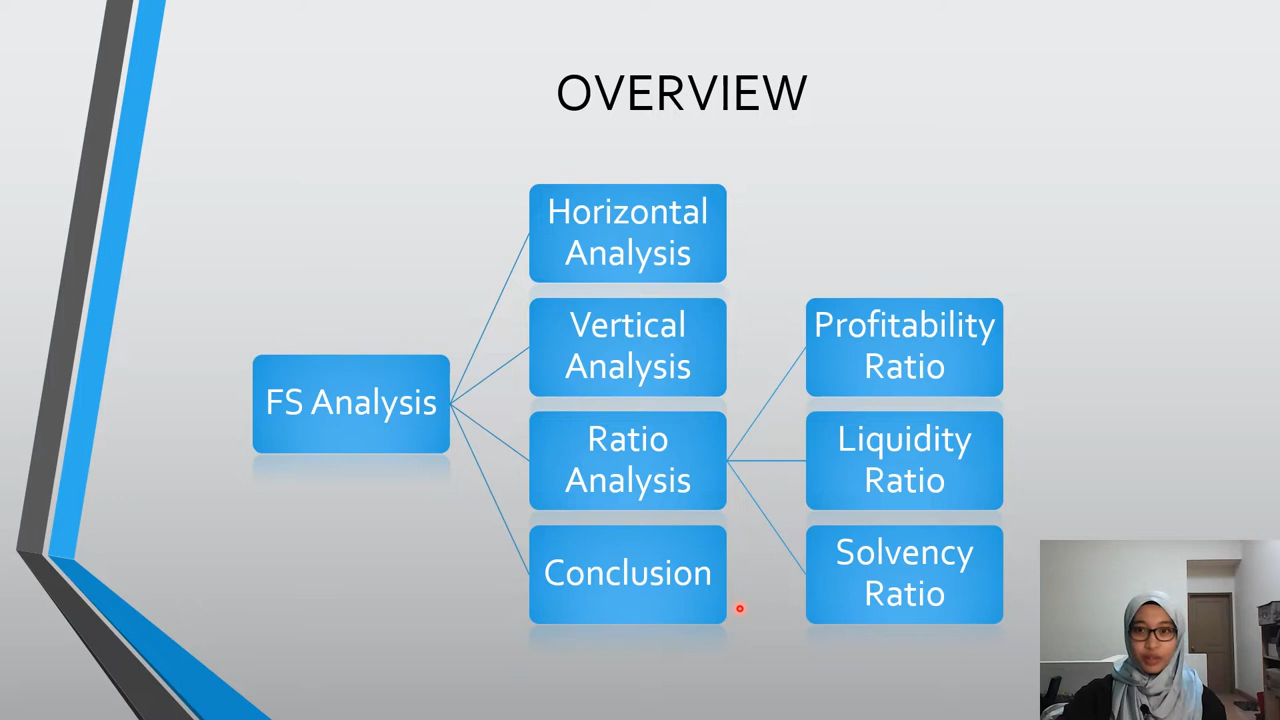 OVERVIEW
FS Analysis
Horizontal
Analysis
Vertical
Analysis
Ratio
Analysis
Conclusion
Profitability
Ratio
Liquidity
Ratio
Solvency
Ratio